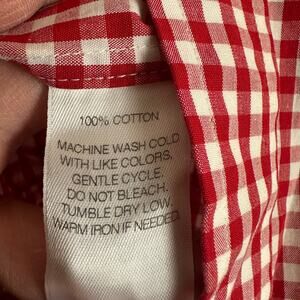 100% COTTON
MACHINE WASH COLD
WITH LIKE COLORS.
GENTLE CYCLE.
DO NOT BLEACH.
TUMBLE DRY LOW.
WARM IRON IF NEEDED.